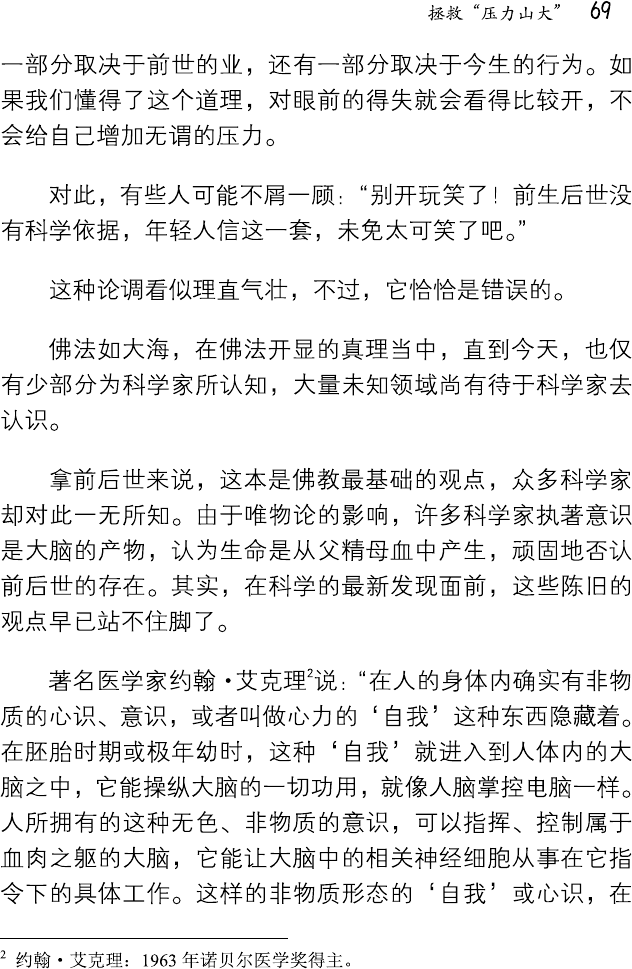 拯救“压力山大” 69
一部分取决于前世的业，还有一部分取决于今生的行为。如
果我们懂得了这个道理，对眼前的得失就会看得比较开，不
会给自己增加无谓的压力。
对此，有些人可能不屑一顾：“别开玩笑了！前生后世没
有科学依据，年轻人信这一套，未免太可笑了吧。”
这种论调看似理直气壮，不过，它恰恰是错误的。
佛法如大海，在佛法开显的真理当中，直到今天，也仅
有少部分为科学家所认知，大量未知领域尚有待于科学家去
认识。
拿前后世来说，这本是佛教最基础的观点，众多科学家
却对此一无所知。由于唯物论的影响，许多科学家执著意识
是大脑的产物，认为生命是从父精母血中产生，顽固地否认
前后世的存在。其实，在科学的最新发现面前，这些陈旧的
观点早已站不住脚了。
著名医学家约翰·艾克理2说：“在人的身体内确实有非物
质的心识、意识，或者叫做心力的‘自我’这种东西隐藏着。
在胚胎时期或极年幼时，这种‘自我’就进入到人体内的大
脑之中，它能操纵大脑的一切功用，就像人脑掌控电脑一样。
人所拥有的这种无色、非物质的意识，可以指挥、控制属于
血肉之躯的大脑，它能让大脑中的相关神经细胞从事在它指
令下的具体工作。这样的非物质形态的‘自我’或心识，在
2 约翰·艾克理：1963 年诺贝尔医学奖得主。